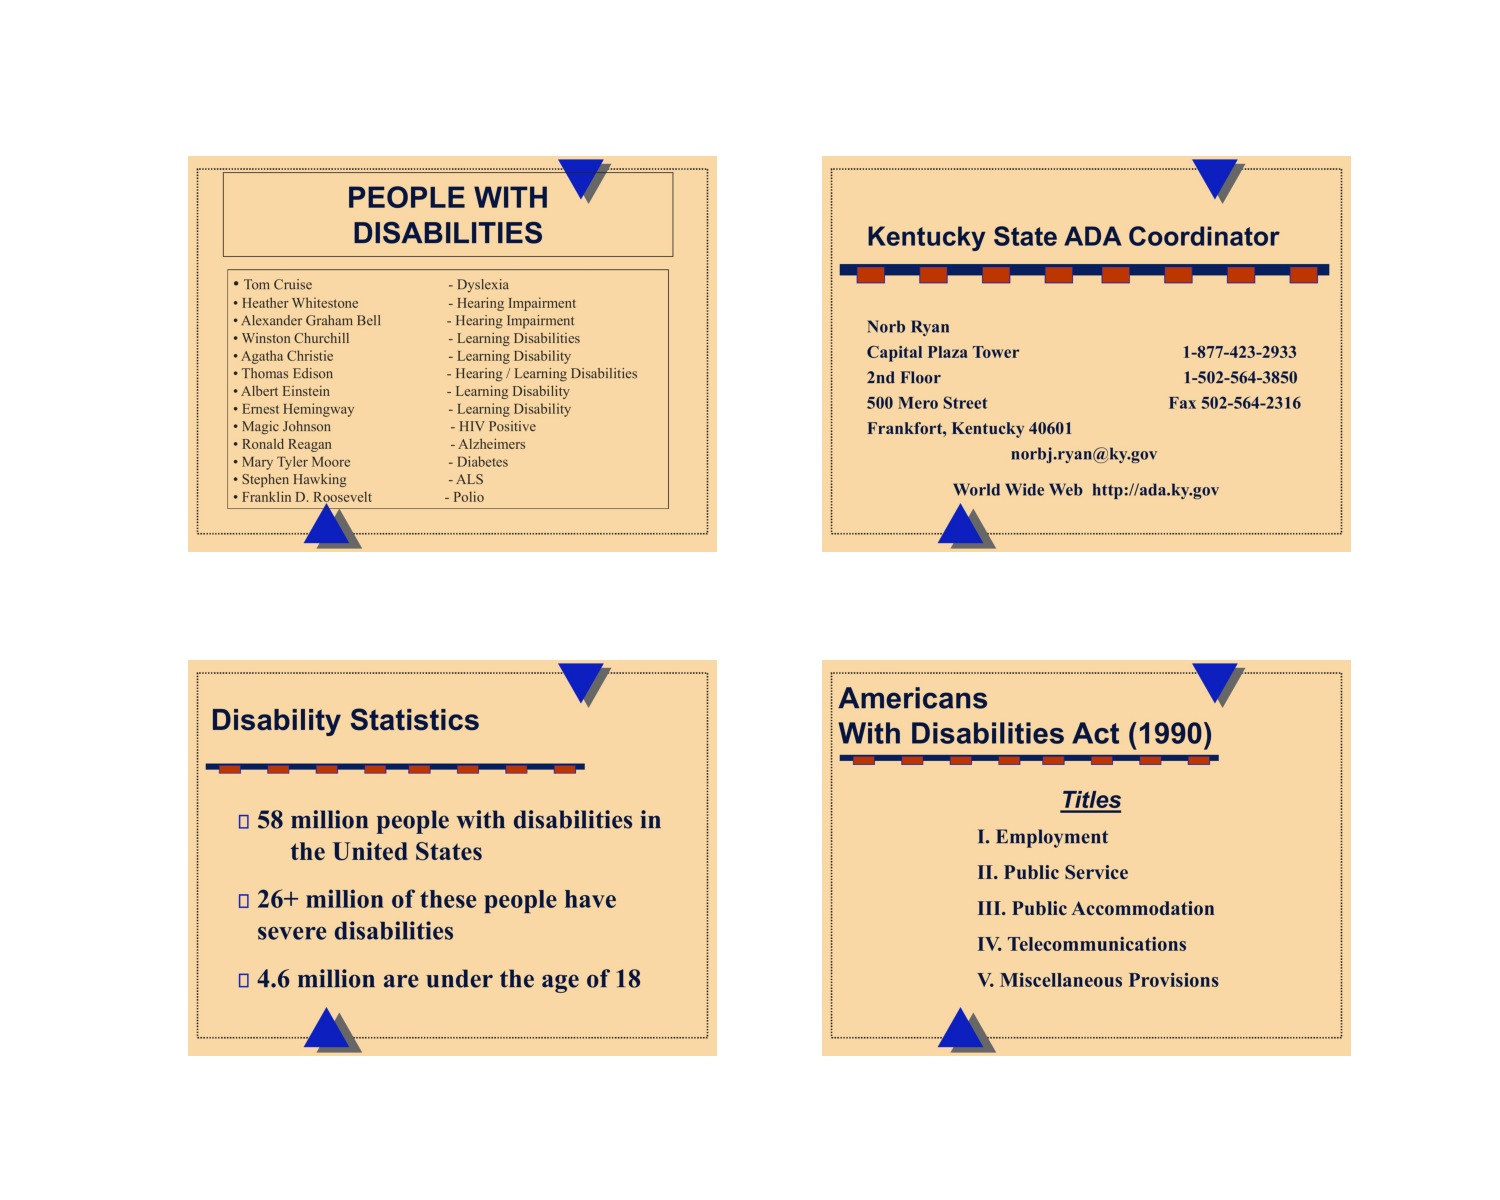 PEOPLE WITH
DISABILITIES
• Tom Cruise - Dyslexia
• Heather Whitestone - Hearing Impairment
• Alexander Graham Bell - Hearing Impairment
• Winston Churchill - Learning Disabilities
• Agatha Christie - Learning Disability
• Thomas Edison - Hearing / Learning Disabilities
• Albert Einstein - Learning Disability
• Ernest Hemingway - Learning Disability
• Magic Johnson - HIV Positive
• Ronald Reagan - Alzheimers
• Mary Tyler Moore - Diabetes
• Stephen Hawking - ALS
• Franklin D. Roosevelt - Polio
Kentucky State ADA Coordinator
Norb Ryan
Capital Plaza Tower 1-877-423-2933
2nd Floor 1-502-564-3850
500 Mero Street Fax 502-564-2316
Frankfort, Kentucky 40601
norbj.ryan@ky.gov
World Wide Web http://ada.ky.gov
Disability Statistics
58 million people with disabilities in
the United States
26+ million of these people have
severe disabilities
4.6 million are under the age of 18
Americans
With Disabilities Act (1990)
Titles
I. Employment
II. Public Service
III. Public Accommodation
IV. Telecommunications
V. Miscellaneous Provisions